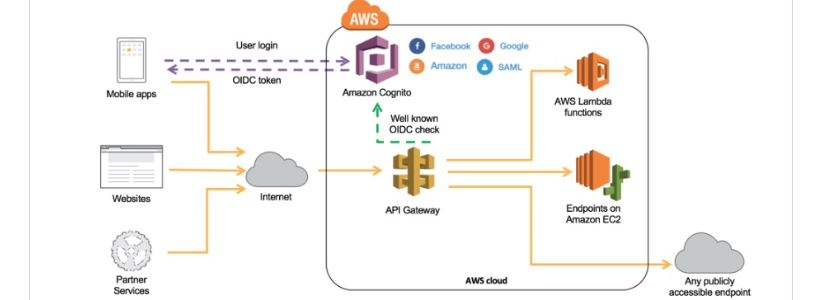 AWS
User login
OIDC token
Mobile apps
Facebook
Google
Amazon
SAML
Amazon Cognito
Well known
OIDC check
AWS Lambda
functions
Websites
Internet
API Gateway
Endpoints on
Amazon EC2
Partner
Services
AWS cloud
Any publicly
accessible endpoint